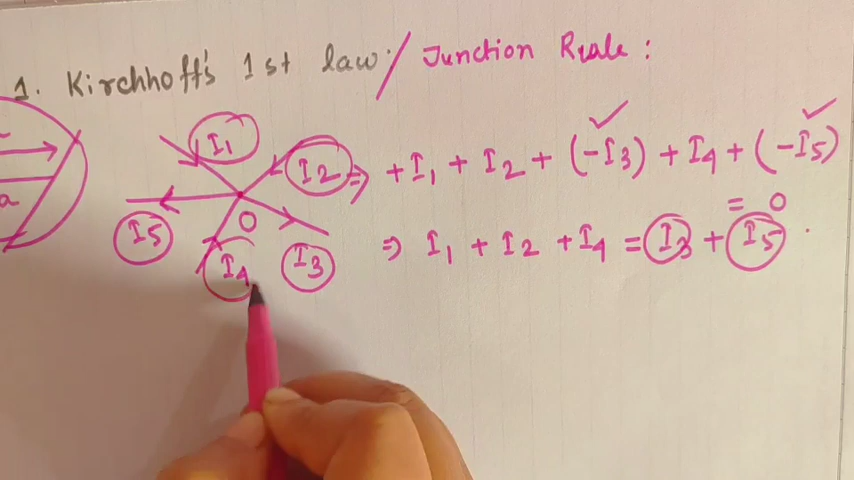 1. Kirchhoff's 1st law / Junction Rule :
I1
I2
⇒ +I1 + I2 + (-I3) + I4 + (-I5)
= 0
a
I5
O
I4
I3
⇒ I1 + I2 + I4 = I3 + I5